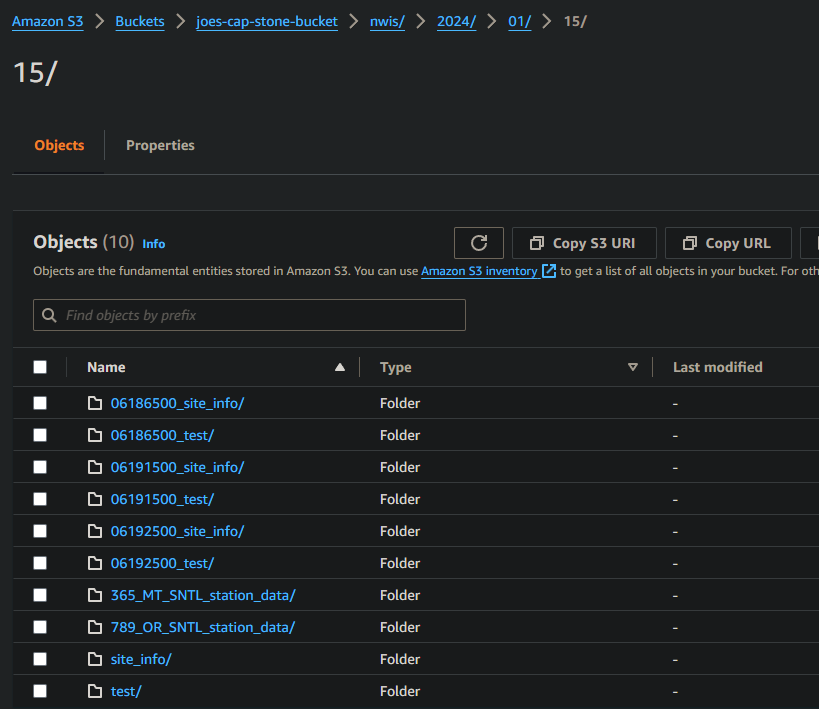 Amazon S3 > Buckets > joes-cap-stone-bucket > nwis/ > 2024/ > 01/ > 15/
15/
Objects Properties
Objects (10) Info Copy S3 URI Copy URL
Objects are the fundamental entities stored in Amazon S3. You can use Amazon S3 inventory to get a list of all objects in your bucket. For
Find objects by prefix
Name Type Last modified
06186500_site_info/ Folder -
06186500_test/ Folder -
06191500_site_info/ Folder -
06191500_test/ Folder -
06192500_site_info/ Folder -
06192500_test/ Folder -
365_MT_SNTL_station_data/ Folder -
789_OR_SNTL_station_data/ Folder -
site_info/ Folder -
test/ Folder -